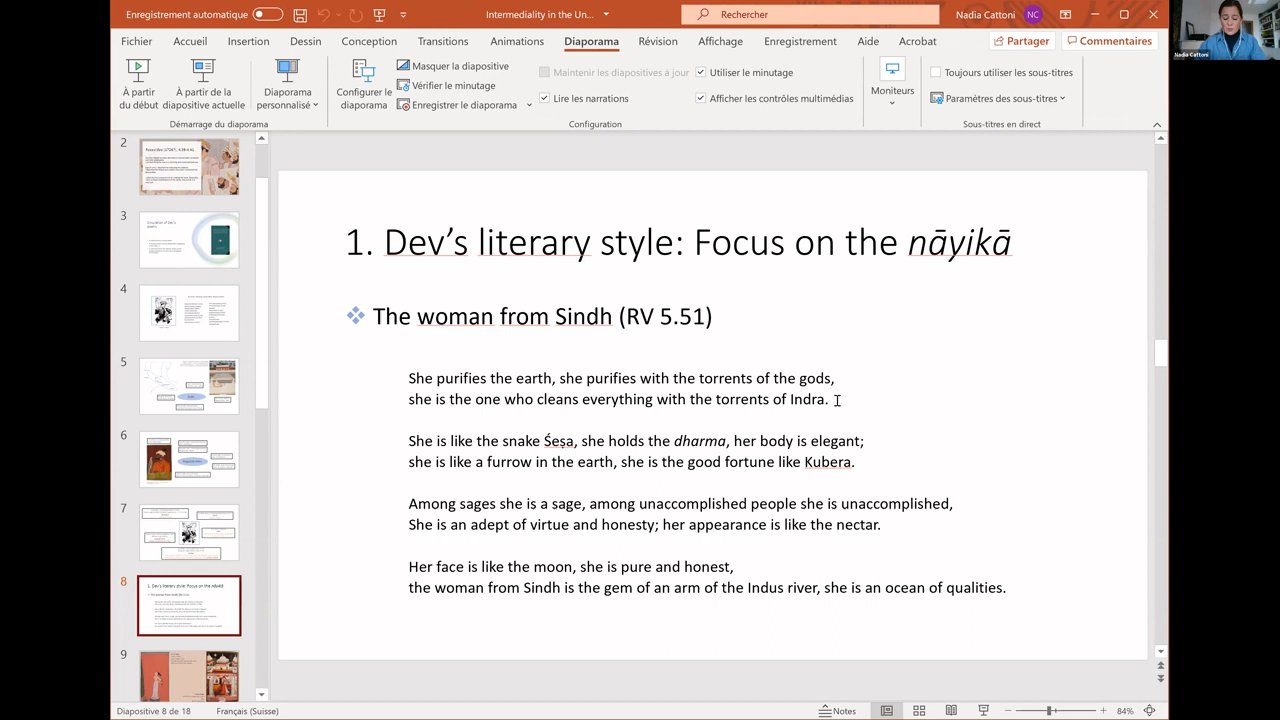 Enregistrement automatique
Intermediality in the Un...
Rechercher
Nadia Cattoni
NC
Fichier
Accueil
Insertion
Dessin
Conception
Transitions
Animations
Diaporama
Révision
Affichage
Enregistrement
Aide
Acrobat
Partager
Commentaires
À partir
du début
À partir de la
diapositive actuelle
Diaporama
personnalisé
Configurer le
diaporama
Masquer la di
Vérifier le minutage
Enregistrer le diaporama
Maintenir les diapositives à jour
Lire les narrations
Utiliser le minutage
Afficher les contrôles multimédias
Moniteurs
Toujours utiliser les sous-titres
Paramètres des sous-titres
Démarrage du diaporama
Configuration
Sous-titres en direct
Nadia Cattoni
2
3
4
5
6
7
8
9
1. Dev’s literary style: Focus on the nāyikā
The woman from Sindh (RV 5.51)
She purifies the earth, she purifies with the torrents of the gods,
she is the one who cleans everything with the torrents of Indra.
She is like the snake Śeṣa, she holds the dharma, her body is elegant;
she is like a furrow in the earth, she is the good fortune like Kubera.
Among sages she is a sage, among unaccomplished people she is unaccomplished,
She is an adept of virtue and honesty, her appearance is like the nectar.
Her face is like the moon, she is pure and honest,
the woman from Sindh is the gem of an arm of the Indus river, she is an ocean of qualities.
Diapositive 8 de 18
Français (Suisse)
Notes
84%